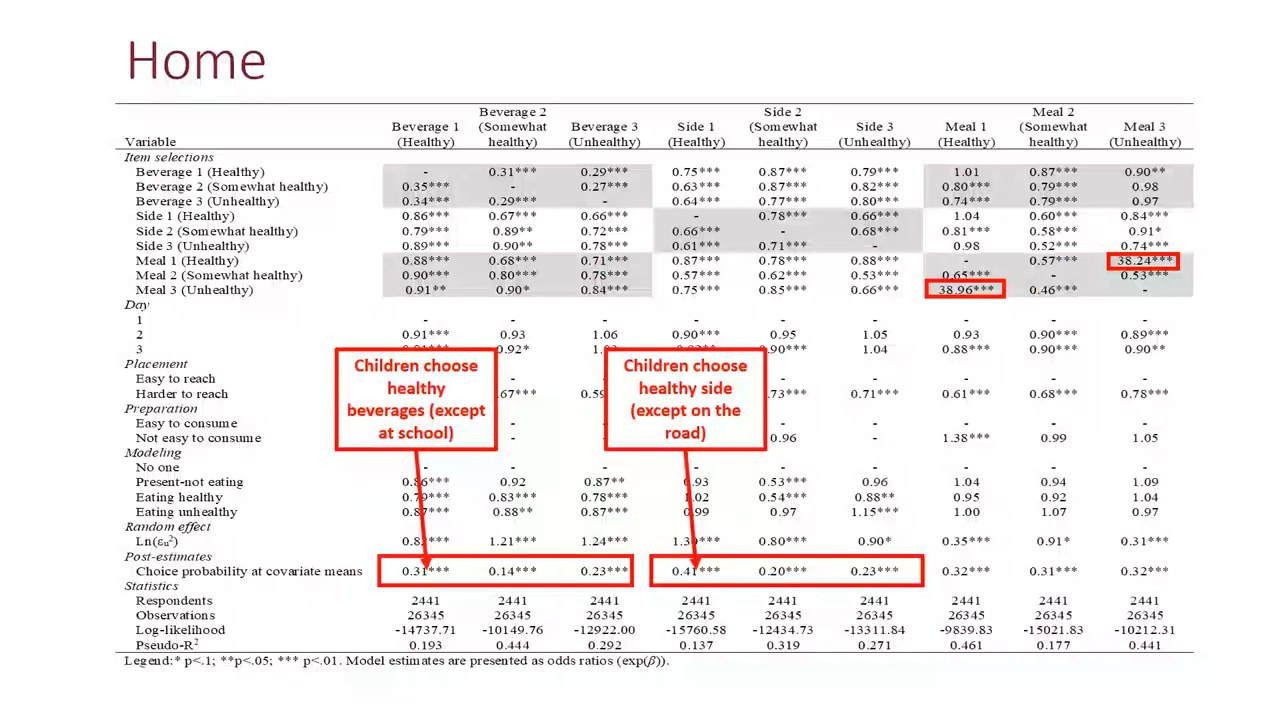 Home
Beverage 2 Side 2 Meal 2
Beverage 1 (Somewhat Beverage 3 Side 1 (Somewhat Side 3 Meal 1 (Somewhat Meal 3
Variable (Healthy) healthy) (Unhealthy) (Healthy) healthy) (Unhealthy) (Healthy) healthy) (Unhealthy)
Item selections
Beverage 1 (Healthy) - 0.31*** 0.29*** 0.75*** 0.87*** 0.79*** 1.01 0.87*** 0.90**
Beverage 2 (Somewhat healthy) 0.35*** - 0.27*** 0.63*** 0.87*** 0.82*** 0.80*** 0.79*** 0.98
Beverage 3 (Unhealthy) 0.34*** 0.29*** - 0.64*** 0.77*** 0.80*** 0.74*** 0.79*** 0.97
Side 1 (Healthy) 0.86*** 0.67*** 0.66*** - 0.78*** 0.66*** 1.04 0.60*** 0.84***
Side 2 (Somewhat healthy) 0.79*** 0.89** 0.72*** 0.66*** - 0.68*** 0.81*** 0.58*** 0.91*
Side 3 (Unhealthy) 0.89*** 0.90** 0.78*** 0.61*** 0.71*** - 0.98 0.52*** 0.74***
Meal 1 (Healthy) 0.88*** 0.68*** 0.71*** 0.87*** 0.78*** 0.88*** - 0.57*** 38.24***
Meal 2 (Somewhat healthy) 0.90*** 0.80*** 0.78*** 0.57*** 0.62*** 0.53*** 0.65*** - 0.53***
Meal 3 (Unhealthy) 0.91** 0.90* 0.84*** 0.75*** 0.85*** 0.66*** 38.96*** 0.46*** -
Day
1 - - - - - - - - -
2 0.91*** 0.93 1.06 0.90*** 0.95 1.05 0.93 0.90*** 0.89***
3 0.92* 1.04 0.88*** 0.90*** 0.90**
Placement
Easy to reach - - - - -
Harder to reach 0.71*** 0.61*** 0.68*** 0.78***
Preparation
Easy to consume - - - - -
Not easy to consume - 0.96 - 1.38*** 0.99 1.05
Modeling
No one - - - - - - - - -
Present-not eating 0.86*** 0.92 0.87** 0.93 0.53*** 0.96 1.04 0.94 1.09
Eating healthy 0.79*** 0.83*** 0.78*** 1.02 0.54*** 0.88** 0.95 0.92 1.04
Eating unhealthy 0.87*** 0.88** 0.87*** 0.99 0.97 1.15*** 1.00 1.07 0.97
Random effect
Ln(εu²) 1.21*** 1.24*** 0.80*** 0.90* 0.35*** 0.91* 0.31***
Post-estimates
Choice probability at covariate means 0.31*** 0.14*** 0.23*** 0.41*** 0.20*** 0.23*** 0.32*** 0.31*** 0.32***
Statistics
Respondents 2441 2441 2441 2441 2441 2441 2441 2441 2441
Observations 26345 26345 26345 26345 26345 26345 26345 26345 26345
Log-likelihood -14737.71 -10149.76 -12922.00 -15760.58 -12434.73 -13311.84 -9839.83 -15021.83 -10212.31
Pseudo-R² 0.193 0.444 0.292 0.137 0.319 0.271 0.461 0.177 0.441
Legend:* p<.1; **p<.05; *** p<.01. Model estimates are presented as odds ratios (exp(β)).
Children choose
healthy
beverages (except
at school)
Children choose
healthy side
(except on the
road)